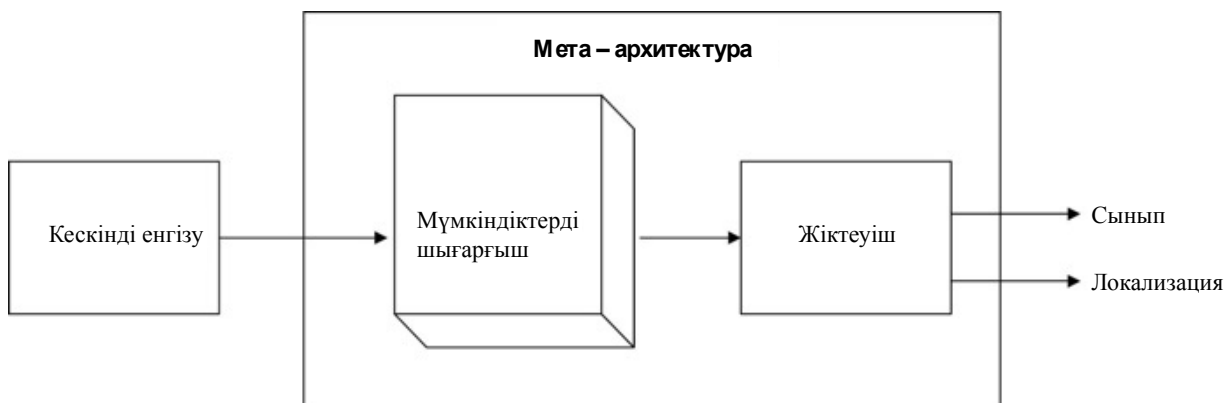 Мета – архитектура
Кескінді енгізу
Мүмкіндіктерді
шығарғыш
Жіктеуіш
Сынып
Локализация